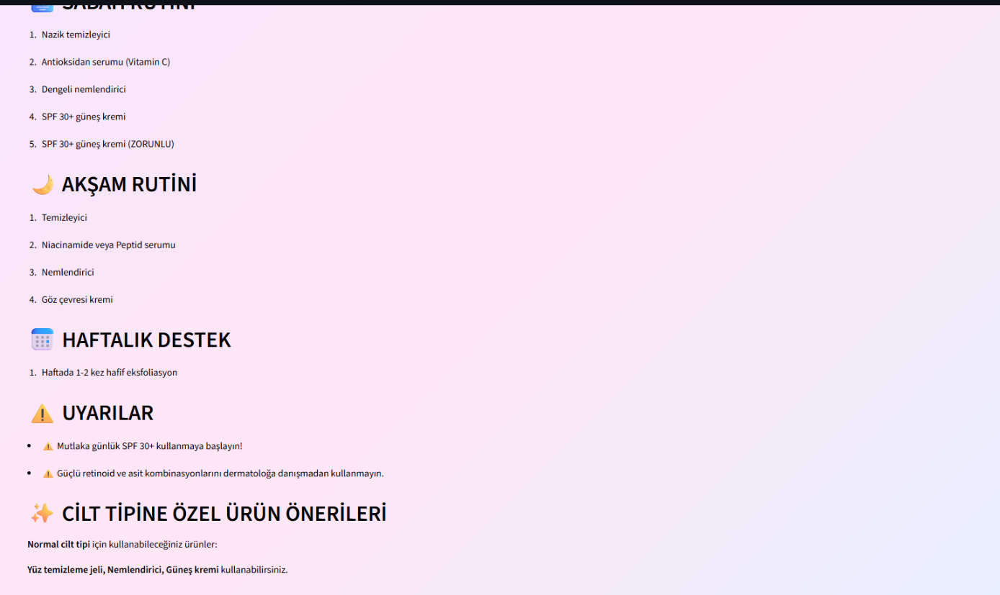 SABAH RUTİNİ
1. Nazik temizleyici
2. Antioksidan serumu (Vitamin C)
3. Dengeli nemlendirici
4. SPF 30+ güneş kremi
5. SPF 30+ güneş kremi (ZORUNLU)
AKŞAM RUTİNİ
1. Temizleyici
2. Niacinamide veya Peptid serumu
3. Nemlendirici
4. Göz çevresi kremi
HAFTALIK DESTEK
1. Haftada 1-2 kez hafif eksfoliasyon
UYARILAR
• ⚠️ Mutlaka günlük SPF 30+ kullanmaya başlayın!
• ⚠️ Güçlü retinoid ve asit kombinasyonlarını dermatoloğa danışmadan kullanmayın.
CİLT TİPİNE ÖZEL ÜRÜN ÖNERİLERİ
Normal cilt tipi için kullanabileceğiniz ürünler:
Yüz temizleme jeli, Nemlendirici, Güneş kremi kullanabilirsiniz.